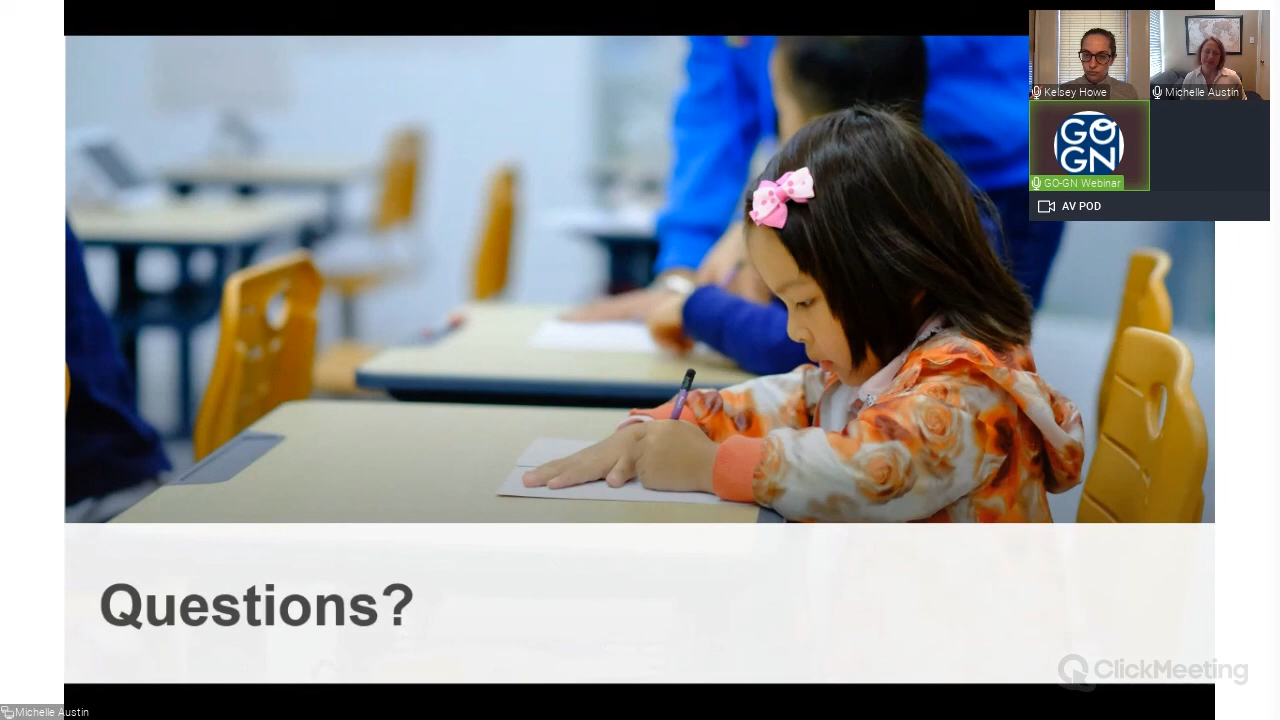 Kelsey Howe
Michelle Austin
GO
GN
GO-GN Webinar
AV POD
Questions?
ClickMeeting
Michelle Austin